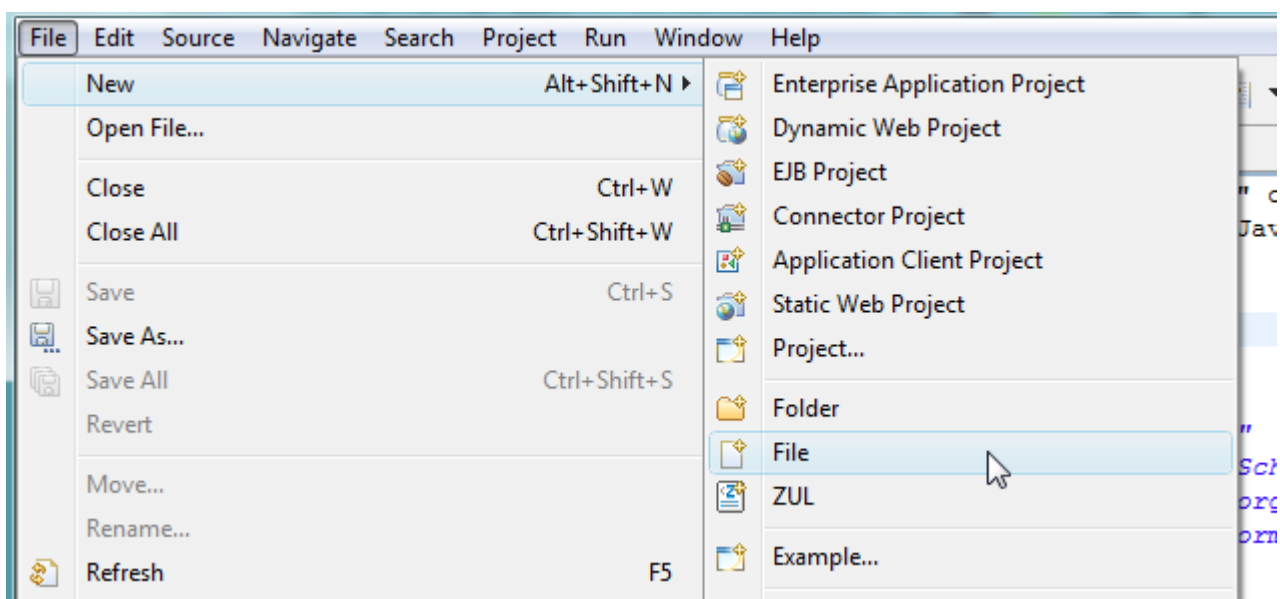 File Edit Source Navigate Search Project Run Window Help
New Alt+Shift+N
Open File...
Close Ctrl+W
Close All Ctrl+Shift+W
Save Ctrl+S
Save As...
Save All Ctrl+Shift+S
Revert
Move...
Rename...
Refresh F5
Enterprise Application Project
Dynamic Web Project
EJB Project
Connector Project
Application Client Project
Static Web Project
Project...
Folder
File
ZUL
Example...